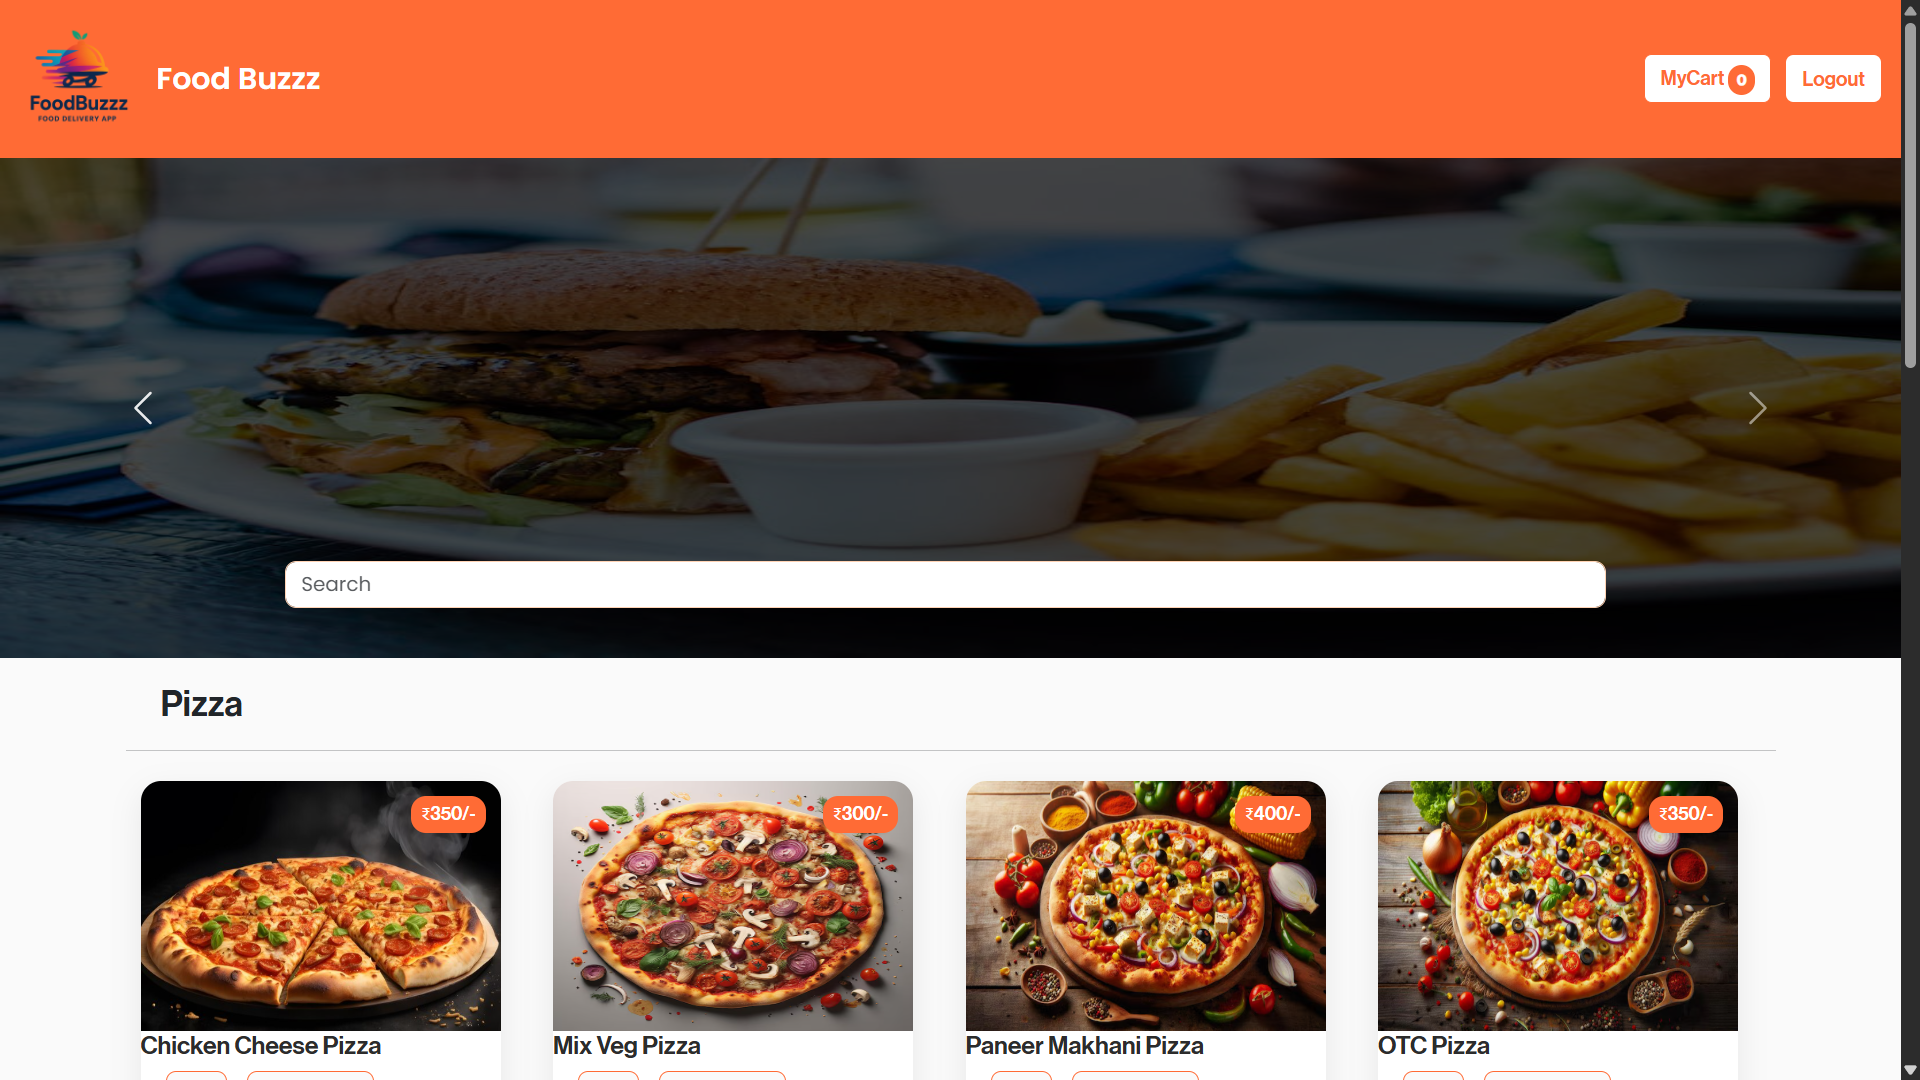 FoodBuzzz
FOOD DELIVERY APP
Food Buzzz
MyCart 0
Logout
Search
Pizza
₹350/-
₹300/-
₹400/-
₹350/-
Chicken Cheese Pizza
Mix Veg Pizza
Paneer Makhani Pizza
OTC Pizza